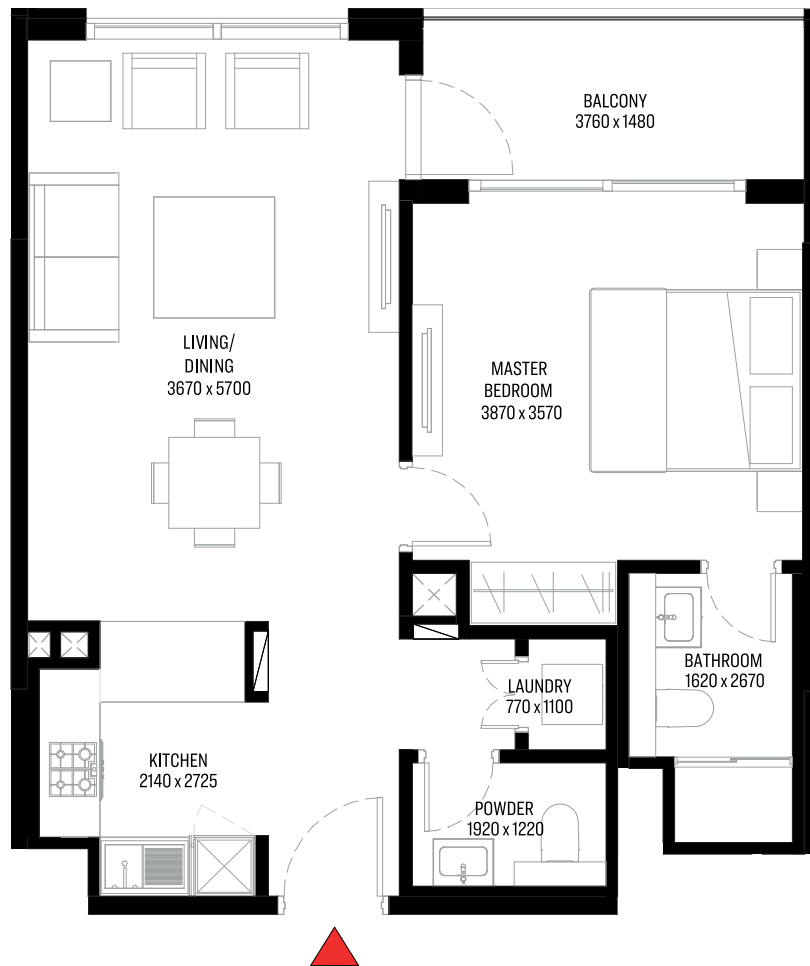 BALCONY
3760 x 1480
LIVING/
DINING
3670 x 5700
MASTER
BEDROOM
3870 x 3570
BATHROOM
1620 x 2670
LAUNDRY
770 x 1100
KITCHEN
2140 x 2725
POWDER
1920 x 1220